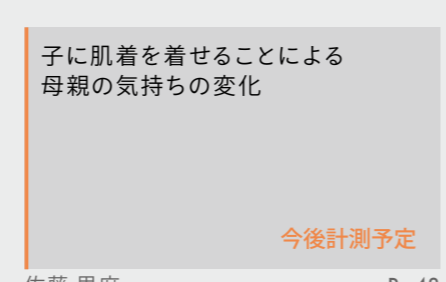 子に肌着を着せることによる
母親の気持ちの変化
今後計測予定